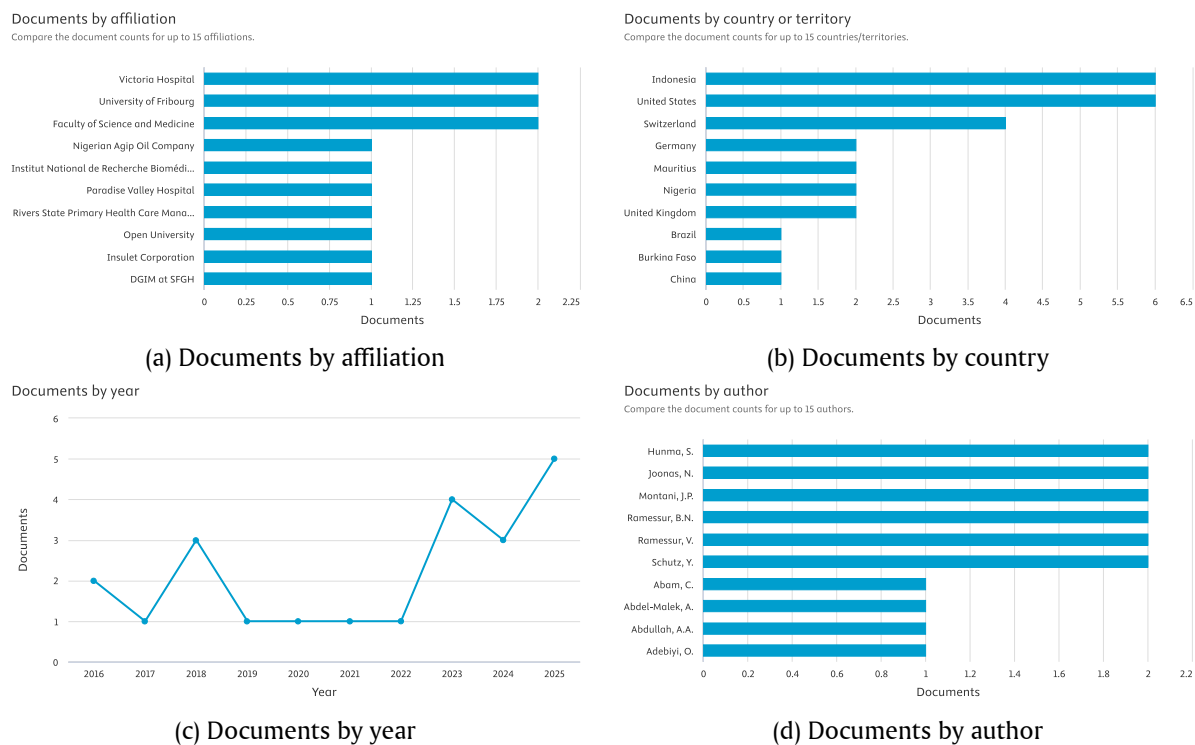 Documents by affiliation
Compare the document counts for up to 15 affiliations.
Victoria Hospital
University of Fribourg
Faculty of Science and Medicine
Nigerian Agip Oil Company
Institut National de Recherche Bioméd​i...
Paradise Valley Hospital
Rivers State Primary Health Care Mana...
Open University
Insulet Corporation
DGIM at SFGH
0 0.25 0.5 0.75 1 1.25 1.5 1.75 2 2.25
Documents
(a) Documents by affiliation
Documents by country or territory
Compare the document counts for up to 15 countries/territories.
Indonesia
United States
Switzerland
Germany
Mauritius
Nigeria
United Kingdom
Brazil
Burkina Faso
China
0 0.5 1 1.5 2 2.5 3 3.5 4 4.5 5 5.5 6 6.5
Documents
(b) Documents by country
Documents by year
6
5
4
3
2
1
0
Documents
2016 2017 2018 2019 2020 2021 2022 2023 2024 2025
Year
(c) Documents by year
Documents by author
Compare the document counts for up to 15 authors.
Hunma, S.
Joonas, N.
Montani, J.P.
Ramessur, B.N.
Ramessur, V.
Schutz, Y.
Abam, C.
Abdel-Malek, A.
Abdullah, A.A.
Adebiyi, O.
0 0.2 0.4 0.6 0.8 1 1.2 1.4 1.6 1.8 2 2.2
Documents
(d) Documents by author